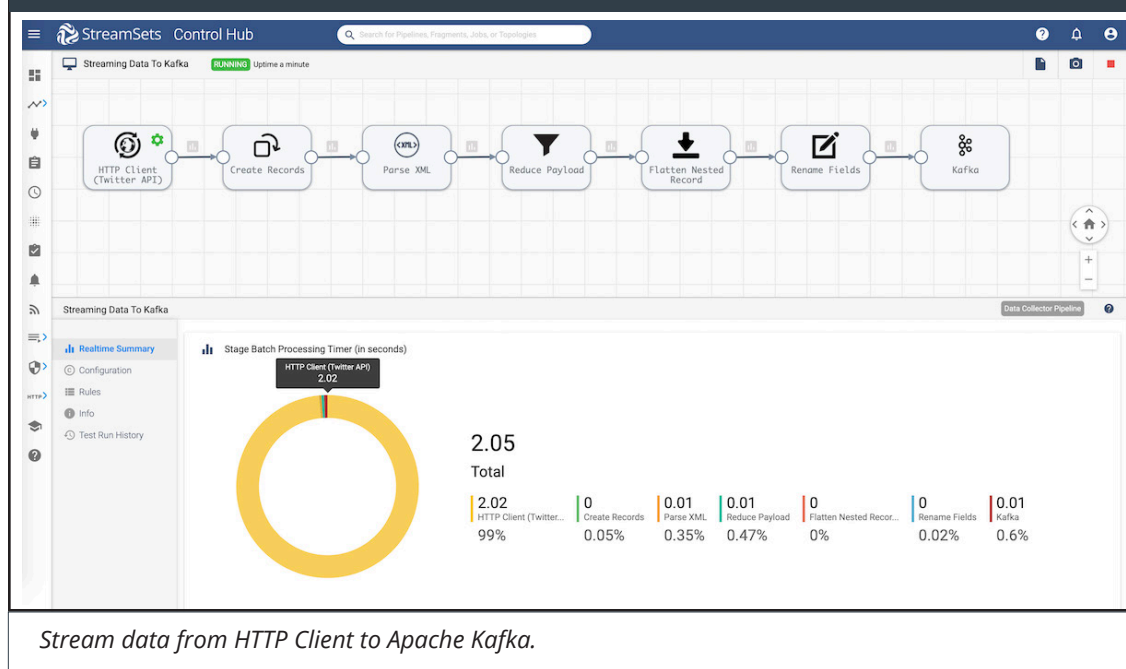 StreamSets Control Hub
Search for Pipelines, Fragments, Jobs, or Topologies
Streaming Data To Kafka RUNNING Uptime a minute
HTTP Client
(Twitter API)
Create Records
<XML>
Parse XML
Reduce Payload
Flatten Nested
Record
Rename Fields
Kafka
Streaming Data To Kafka
Data Collector Pipeline
HTTP
Realtime Summary
Configuration
Rules
Info
Test Run History
Stage Batch Processing Timer (in seconds)
HTTP Client (Twitter API)
2.02
2.05
Total
2.02
HTTP Client (Twitter...
99%
0
Create Records
0.05%
0.01
Parse XML
0.35%
0.01
Reduce Payload
0.47%
0
Flatten Nested Recor...
0%
0
Rename Fields
0.02%
0.01
Kafka
0.6%
Stream data from HTTP Client to Apache Kafka.